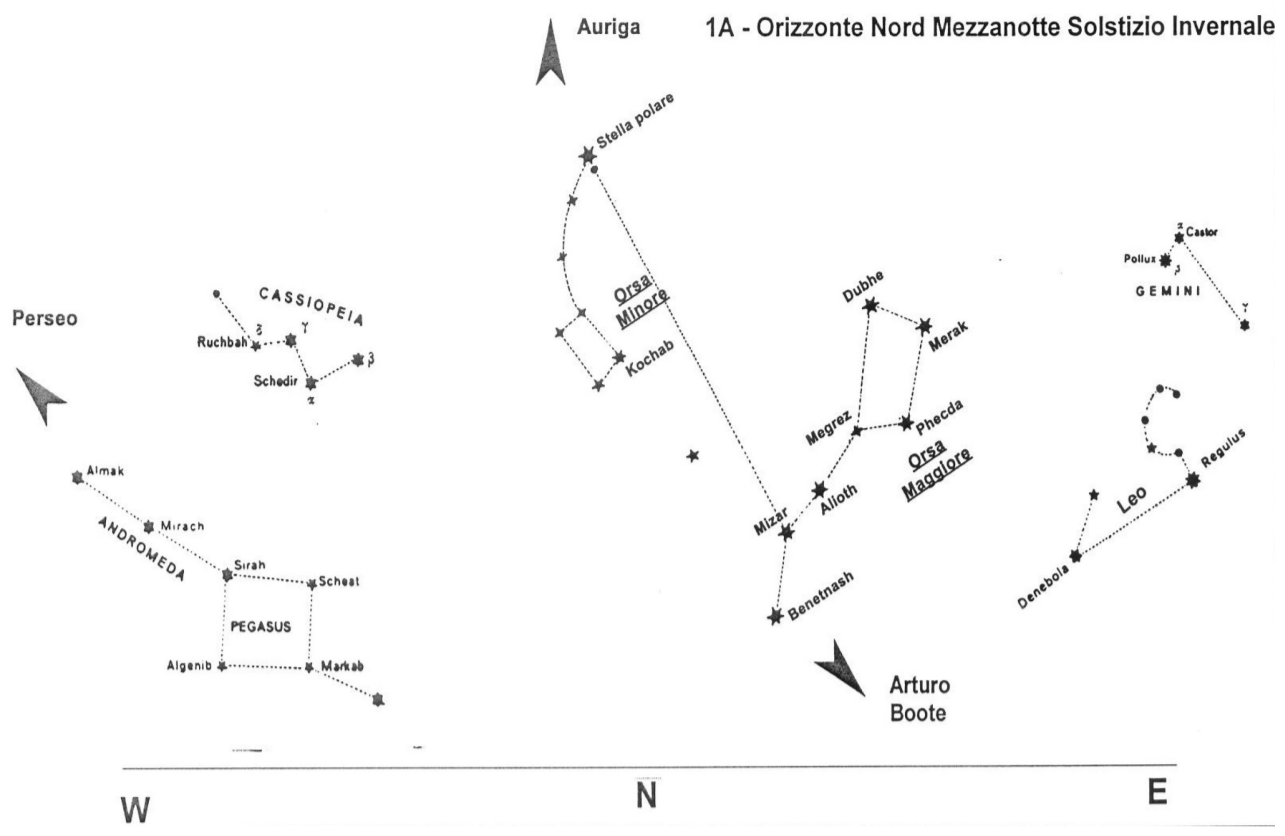 Auriga
1A - Orizzonte Nord Mezzanotte Solstizio Invernale
Stella polare
α Castor
Pollux
β
GEMINI
γ
Dubhe
Merak
CASSIOPEIA
Perseo
Ruchbah
γ
β
Schedir
α
Orsa
Minore
Kochab
Megrez
Phecda
Orsa
Maggiore
Regulus
Leo
Almak
Mirach
ANDROMEDA
Alioth
Mizar
Denebola
Sirah
Scheat
PEGASUS
Benetnash
Algenib
Markab
Arturo
Boote
W
N
E